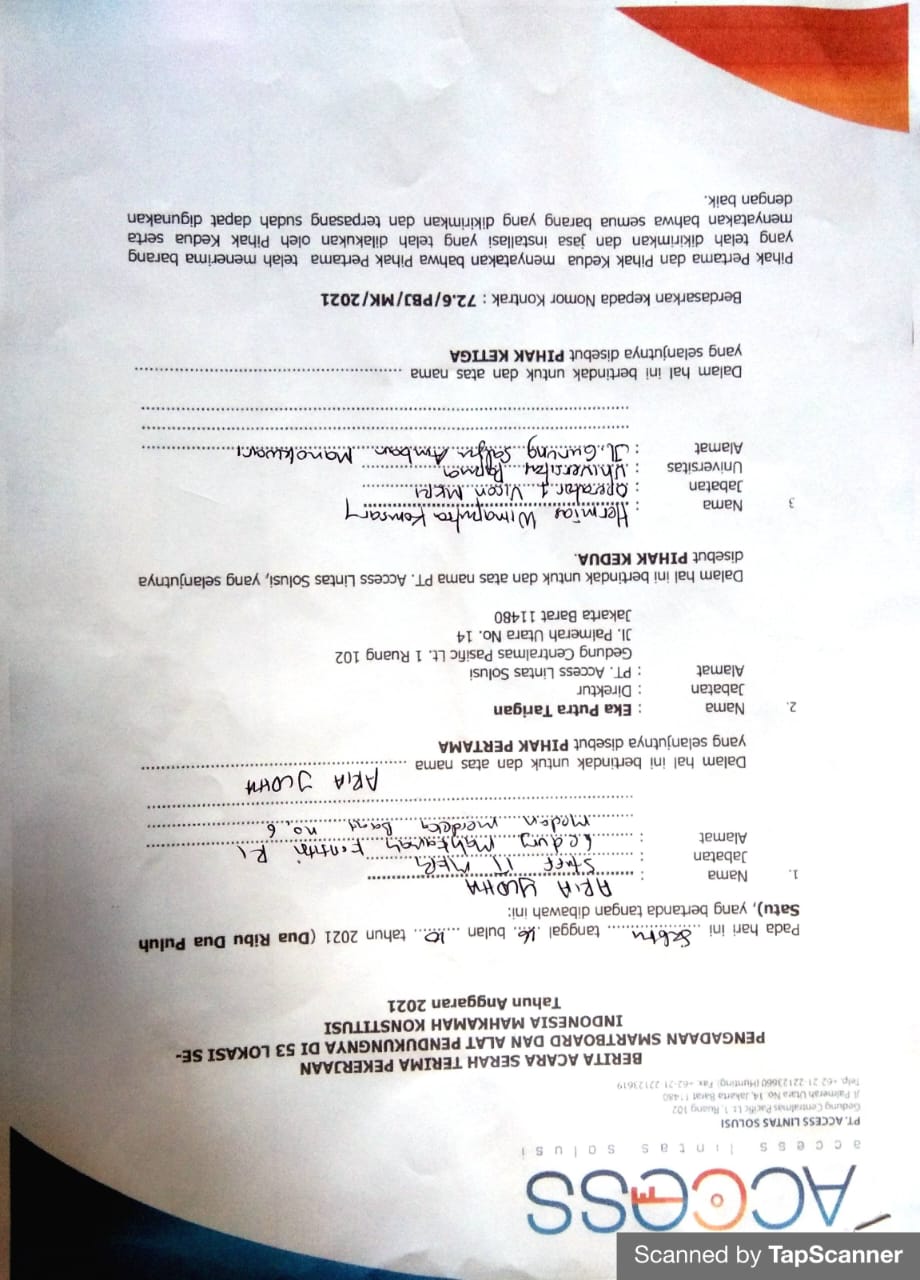 Scanned by TapScanner
ACCESS
access lintas solusi
PT. ACCESS LINTAS SOLUSI
Gedung Centralmas Pacific Lt. 1, Ruang 102
Jl. Palmerah Utara No. 14, Jakarta Barat 11480
Telp. +62-21-22123660 (Hunting) Fax. +62-21-22123619
BERITA ACARA SERAH TERIMA PEKERJAAN
PENGADAAN SMARTBOARD DAN ALAT PENDUKUNGNYA DI 53 LOKASI SE-
INDONESIA MAHKAMAH KONSTITUSI
Tahun Anggaran 2021
Pada hari ini Sabtu tanggal 16 bulan 10 tahun 2021 (Dua Ribu Dua Puluh
Satu), yang bertanda tangan dibawah ini:
1. Nama : ARIA YUDHA
Jabatan : Staff IT MKRI
Alamat : Gedung Mahkamah RI
Medan Merdeka Barat no. 6
Dalam hal ini bertindak untuk dan atas nama ARIA YUDHA
yang selanjutnya disebut PIHAK PERTAMA
2. Nama : Eka Putra Tarigan
Jabatan : Direktur
Alamat : PT. Access Lintas Solusi
Gedung Centralmas Pasific Lt. 1 Ruang 102
Jl. Palmerah Utara No. 14
Jakarta Barat 11480
Dalam hal ini bertindak untuk dan atas nama PT. Access Lintas Solusi, yang selanjutnya
disebut PIHAK KEDUA.
3 Nama : Hermias Wimaputra Komsary
Jabatan : Operator 1 Vicon MKRI
Universitas : Universitas Papua
Alamat : Jl. Gunung Salju Amban Manokwari
Dalam hal ini bertindak untuk dan atas nama
yang selanjutnya disebut PIHAK KETIGA
Berdasarkan kepada Nomor Kontrak : 72.6/PBJ/MK/2021
Pihak Pertama dan Pihak Kedua menyatakan bahwa Pihak Pertama telah menerima barang
yang telah dikirimkan dan jasa installasi yang telah dilakukan oleh Pihak Kedua serta
menyatakan bahwa semua barang yang dikirimkan dan terpasang sudah dapat digunakan
dengan baik.